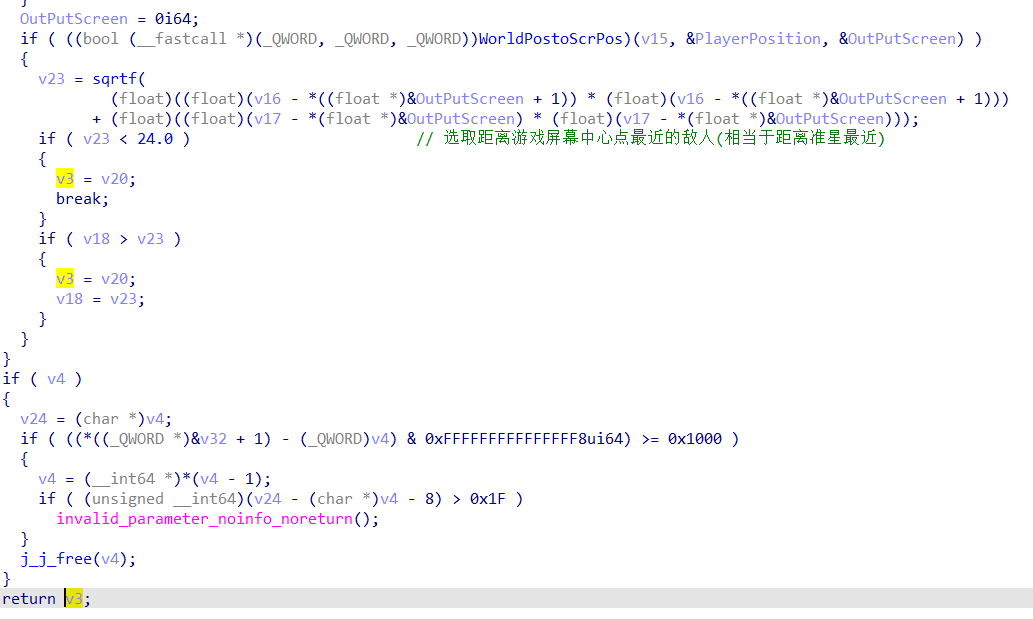 }
OutPutScreen = 0i64;
if ( ((bool (__fastcall *)(_QWORD, _QWORD, _QWORD))WorldPostoScrPos)(v15, &PlayerPosition, &OutPutScreen) )
{
v23 = sqrtf(
(float)((float)(v16 - *((float *)&OutPutScreen + 1)) * (float)(v16 - *((float *)&OutPutScreen + 1)))
+ (float)((float)(v17 - *(float *)&OutPutScreen) * (float)(v17 - *(float *)&OutPutScreen)));
if ( v23 < 24.0 ) // 选取距离游戏屏幕中心点最近的敌人(相当于距离准星最近)
{
v3 = v20;
break;
}
if ( v18 > v23 )
{
v3 = v20;
v18 = v23;
}
}
}
if ( v4 )
{
v24 = (char *)v4;
if ( ((*((_QWORD *)&v32 + 1) - (_QWORD)v4) & 0xFFFFFFFFFFFFFFF8ui64) >= 0x1000 )
{
v4 = (__int64 *)*(v4 - 1);
if ( (unsigned __int64)(v24 - (char *)v4 - 8) > 0x1F )
invalid_parameter_noinfo_noreturn();
}
j_j_free(v4);
}
return v3;